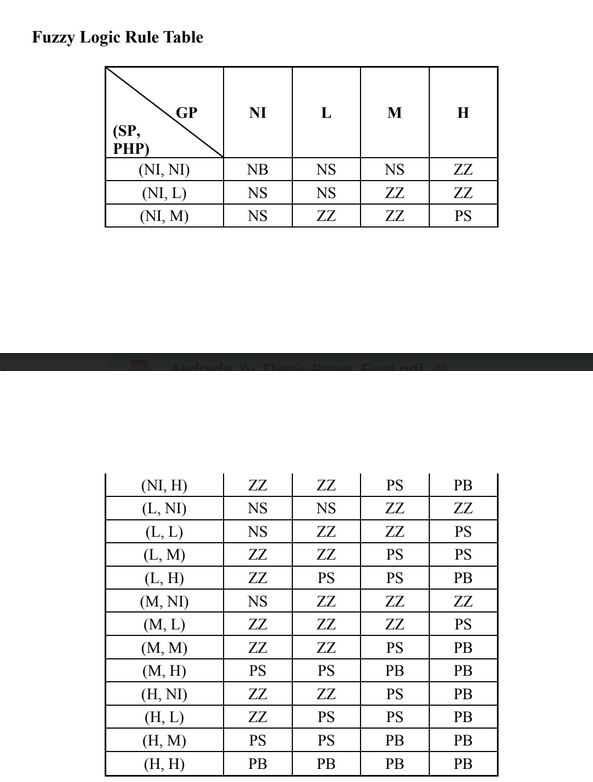 Fuzzy Logic Rule Table
GP
(SP,
PHP)
NI L M H
(NI, NI) NB NS NS ZZ
(NI, L) NS NS ZZ ZZ
(NI, M) NS ZZ ZZ PS
Andrada_Yu_Thesis Paper_Final.pdf
(NI, H) ZZ ZZ PS PB
(L, NI) NS NS ZZ ZZ
(L, L) NS ZZ ZZ PS
(L, M) ZZ ZZ PS PS
(L, H) ZZ PS PS PB
(M, NI) NS ZZ ZZ ZZ
(M, L) ZZ ZZ ZZ PS
(M, M) ZZ ZZ PS PB
(M, H) PS PS PB PB
(H, NI) ZZ ZZ PS PB
(H, L) ZZ PS PS PB
(H, M) PS PS PB PB
(H, H) PB PB PB PB